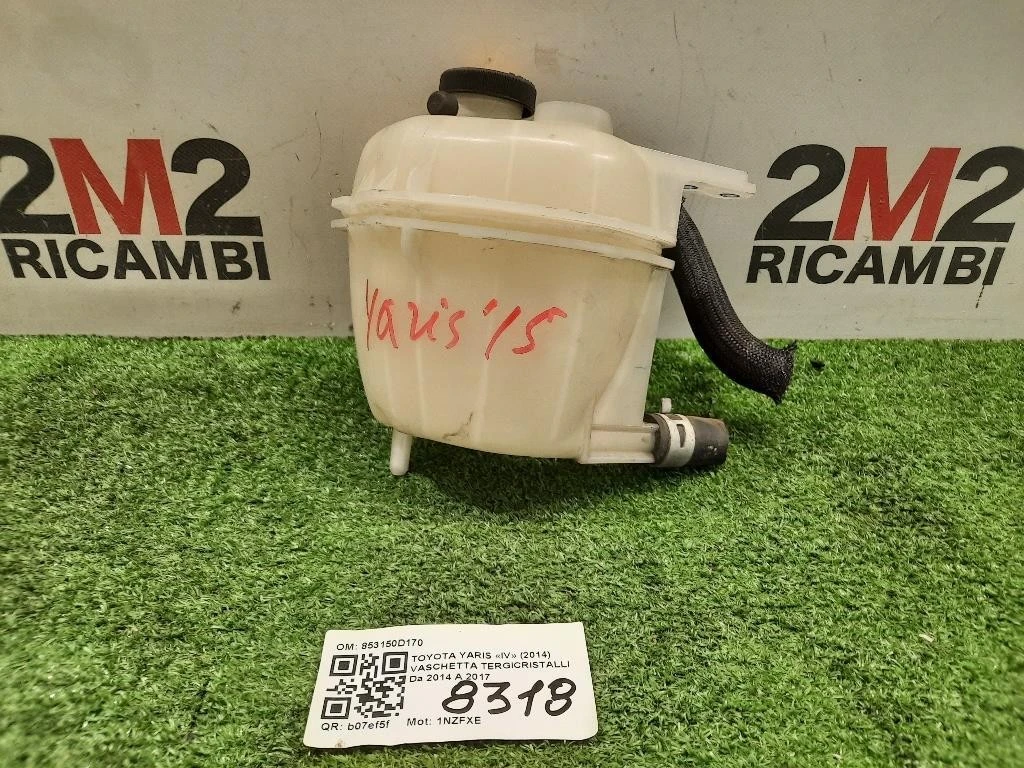 2M2
RICAMBI
2M2
RICAMBI
Yaris '15
OM: 853150D170
TOYOTA YARIS «IV» (2014)
VASCHETTA TERGICRISTALLI
Da 2014 A 2017
8318
QR: b07ef5f
Mot: 1NZFXE